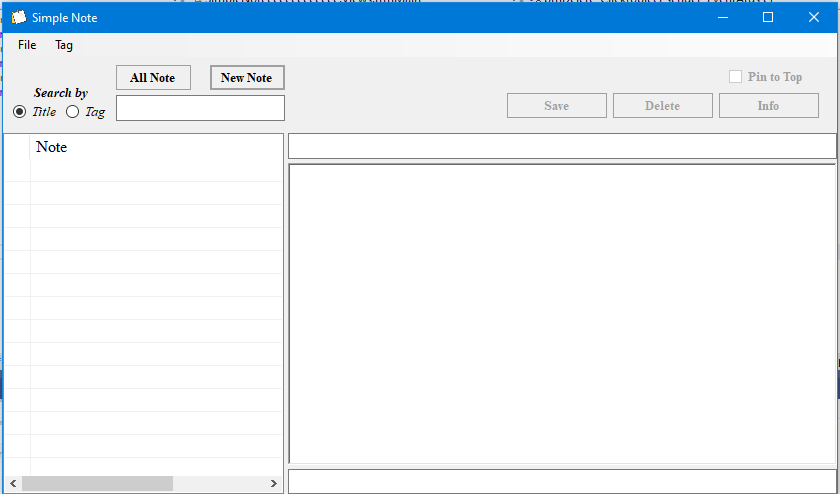 Simple Note
File Tag
All Note New Note
Pin to Top
Search by
Title Tag
Save Delete Info
Note